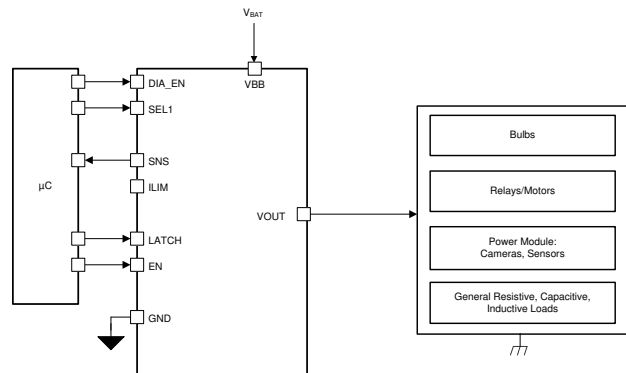 VBAT
DIA_EN
VBB
SEL1
SNS
µC
ILIM
VOUT
LATCH
EN
GND
Bulbs
Relays/Motors
Power Module:
Cameras, Sensors
General Resistive, Capacitive,
Inductive Loads